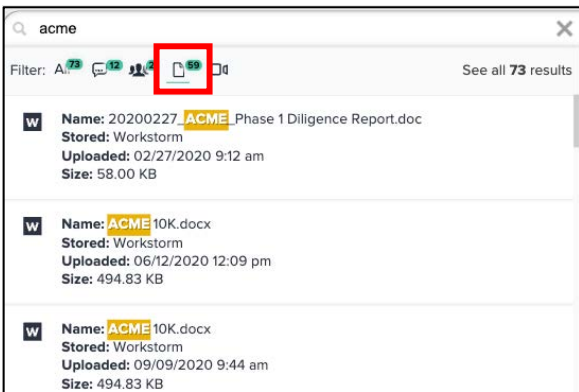 acme
Filter: A.. 73 12 2 59 0 See all 73 results
W Name: 20200227_ACME_Phase 1 Diligence Report.doc
Stored: Workstorm
Uploaded: 02/27/2020 9:12 am
Size: 58.00 KB
W Name: ACME 10K.docx
Stored: Workstorm
Uploaded: 06/12/2020 12:09 pm
Size: 494.83 KB
W Name: ACME 10K.docx
Stored: Workstorm
Uploaded: 09/09/2020 9:44 am
Size: 494.83 KB